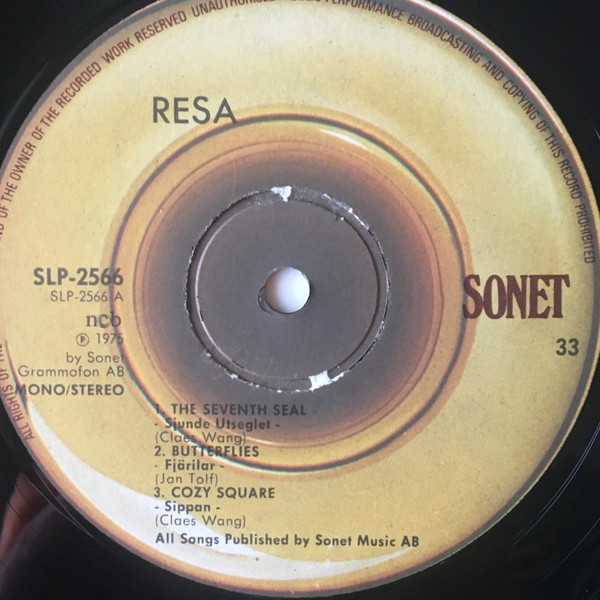 AND OF THE OWNER OF THE RECORDED WORK RESERVED UNAUTHORISED PUBLIC PERFORMANCE BROADCASTING AND COPYING OF THIS RECORD PROHIBITED
RESA
SLP-2566
SLP-2566 A
ncb
Ⓟ 1975
by Sonet
Grammofon AB
MONO/STEREO
SONET
33
ALL RIGHTS OF THE
1. THE SEVENTH SEAL
- Sjunde Utseglet -
(Claes Wang)
2. BUTTERFLIES
- Fjärilar -
(Jan Tolf)
3. COZY SQUARE
- Sippan -
(Claes Wang)
All Songs Published by Sonet Music AB